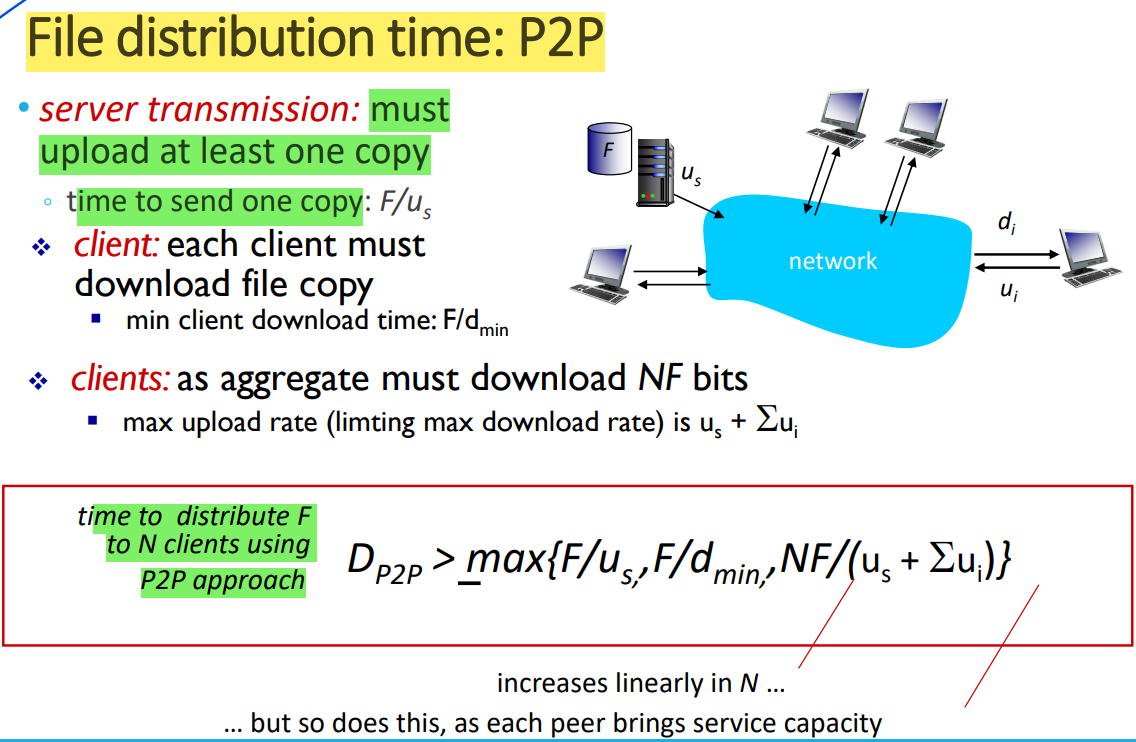 File distribution time: P2P
• server transmission: must
upload at least one copy
◦ time to send one copy: F/us
❖ client: each client must
download file copy
▪ min client download time: F/dmin
❖ clients: as aggregate must download NF bits
▪ max upload rate (limting max download rate) is us + Σui
F
us
network
di
ui
time to distribute F
to N clients using
P2P approach
DP2P > max{F/us,,F/dmin,,NF/(us + Σui)}
increases linearly in N …
… but so does this, as each peer brings service capacity